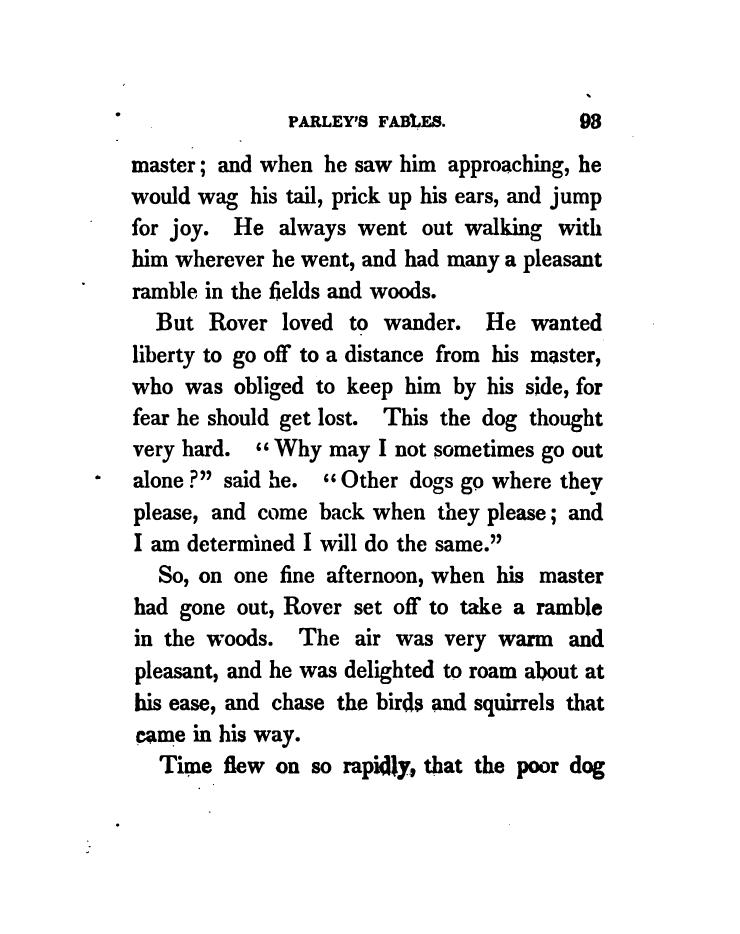 PARLEY'S FABLES. 93
master; and when he saw him approaching, he
would wag his tail, prick up his ears, and jump
for joy. He always went out walking with
him wherever he went, and had many a pleasant
ramble in the fields and woods.
But Rover loved to wander. He wanted
liberty to go off to a distance from his master,
who was obliged to keep him by his side, for
fear he should get lost. This the dog thought
very hard. “Why may I not sometimes go out
alone?” said he. “Other dogs go where they
please, and come back when they please; and
I am determined I will do the same.”
So, on one fine afternoon, when his master
had gone out, Rover set off to take a ramble
in the woods. The air was very warm and
pleasant, and he was delighted to roam about at
his ease, and chase the birds and squirrels that
came in his way.
Time flew on so rapidly, that the poor dog